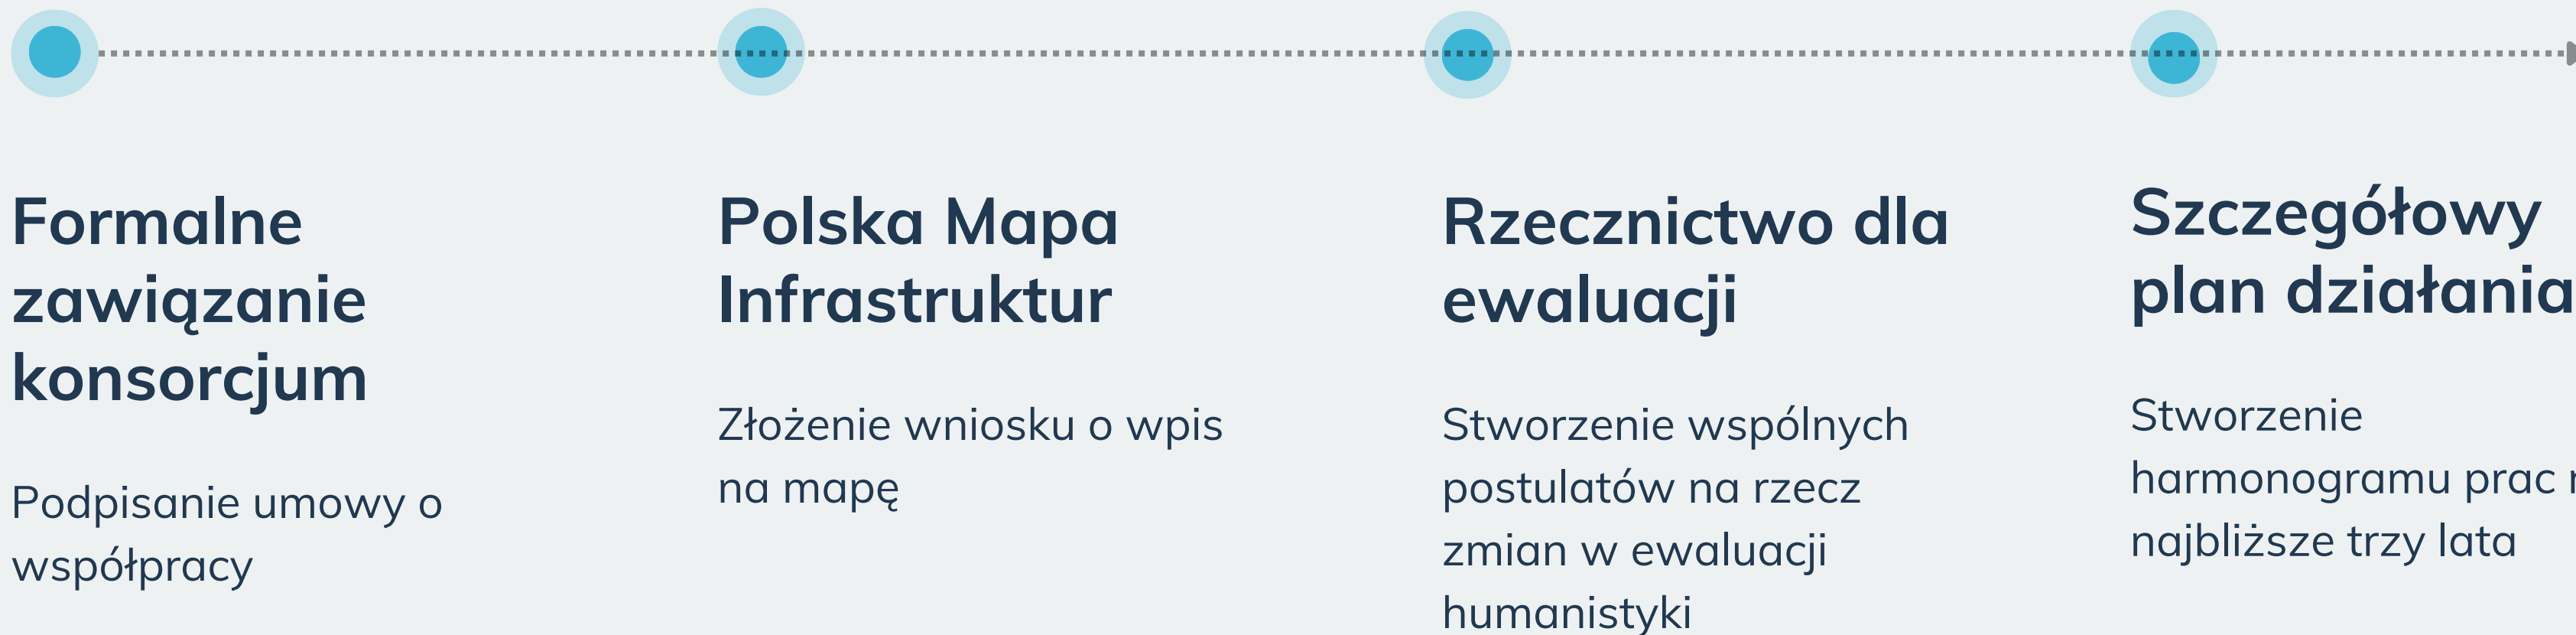 Formalne
zawiązanie
konsorcjum
Podpisanie umowy o
współpracy
Polska Mapa
Infrastruktur
Złożenie wniosku o wpis
na mapę
Rzecznictwo dla
ewaluacji
Stworzenie wspólnych
postulatów na rzecz
zmian w ewaluacji
humanistyki
Szczegółowy
plan działania
Stworzenie
harmonogramu prac
najbliższe trzy lata